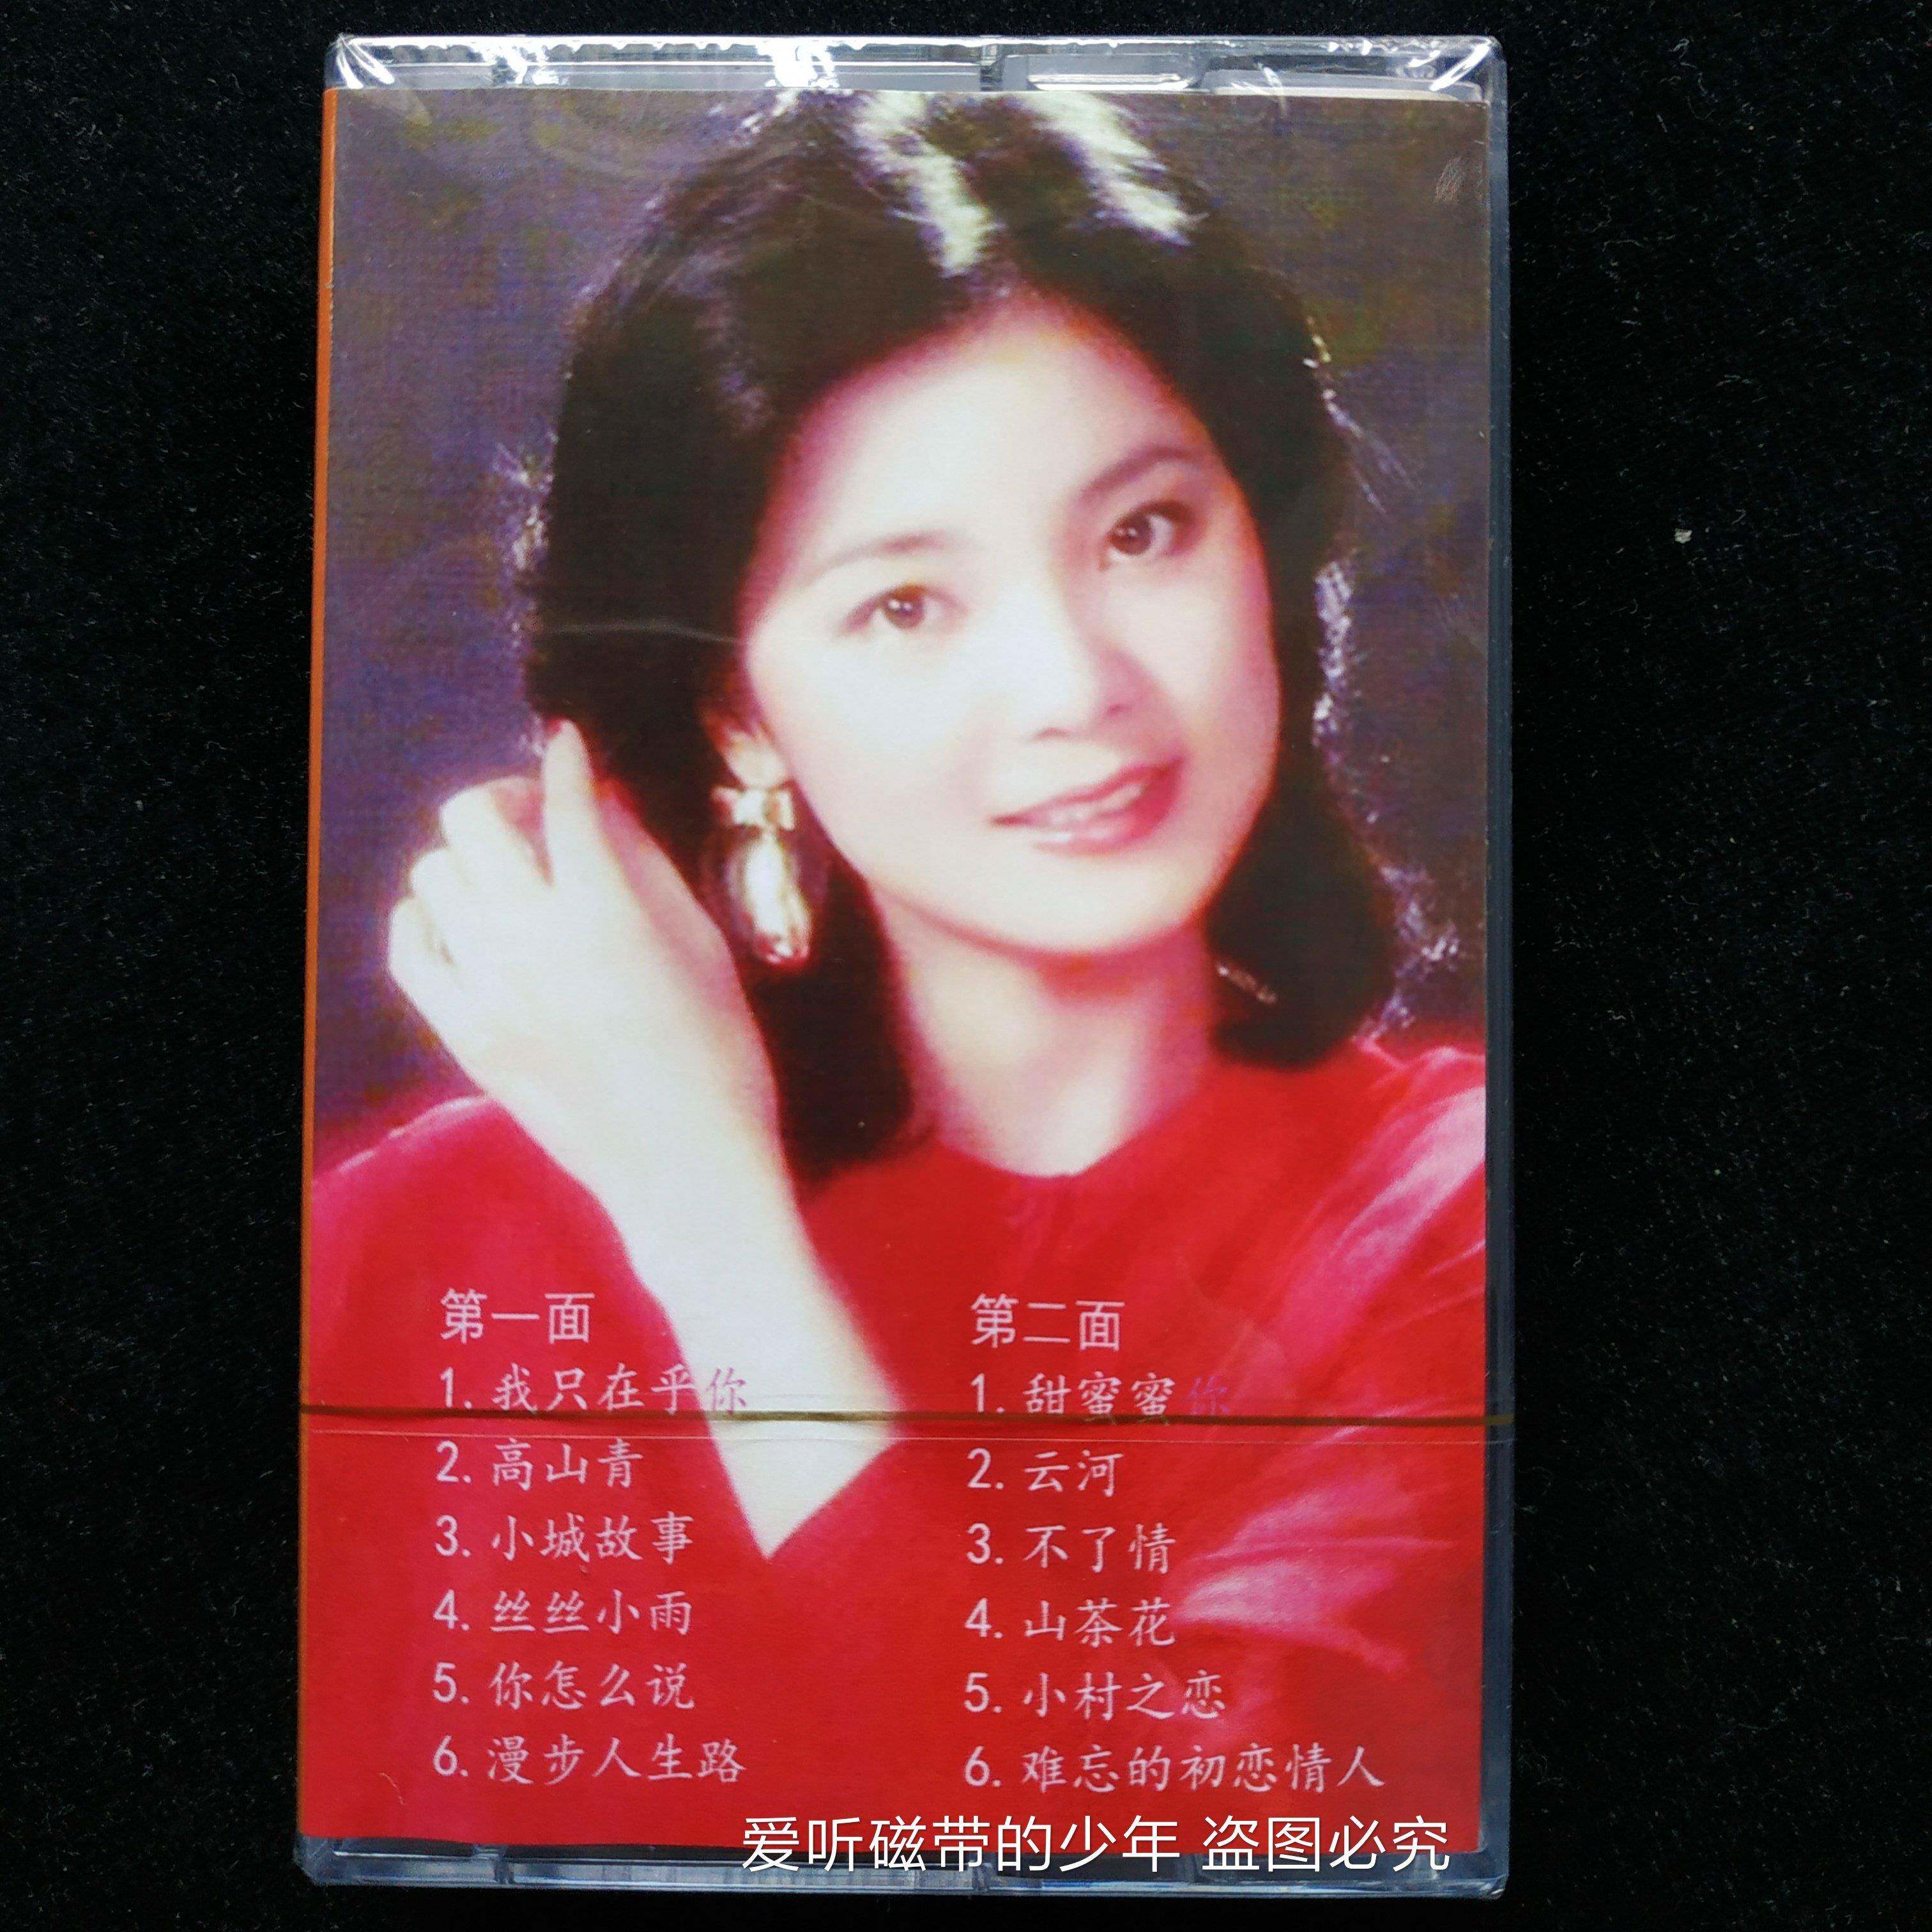 第一面
1. 我只在乎你
2. 高山青
3. 小城故事
4. 丝丝小雨
5. 你怎么说
6. 漫步人生路
第二面
1. 甜蜜蜜你
2. 云河
3. 不了情
4. 山茶花
5. 小村之恋
6. 难忘的初恋情人
爱听磁带的少年 盗图必究